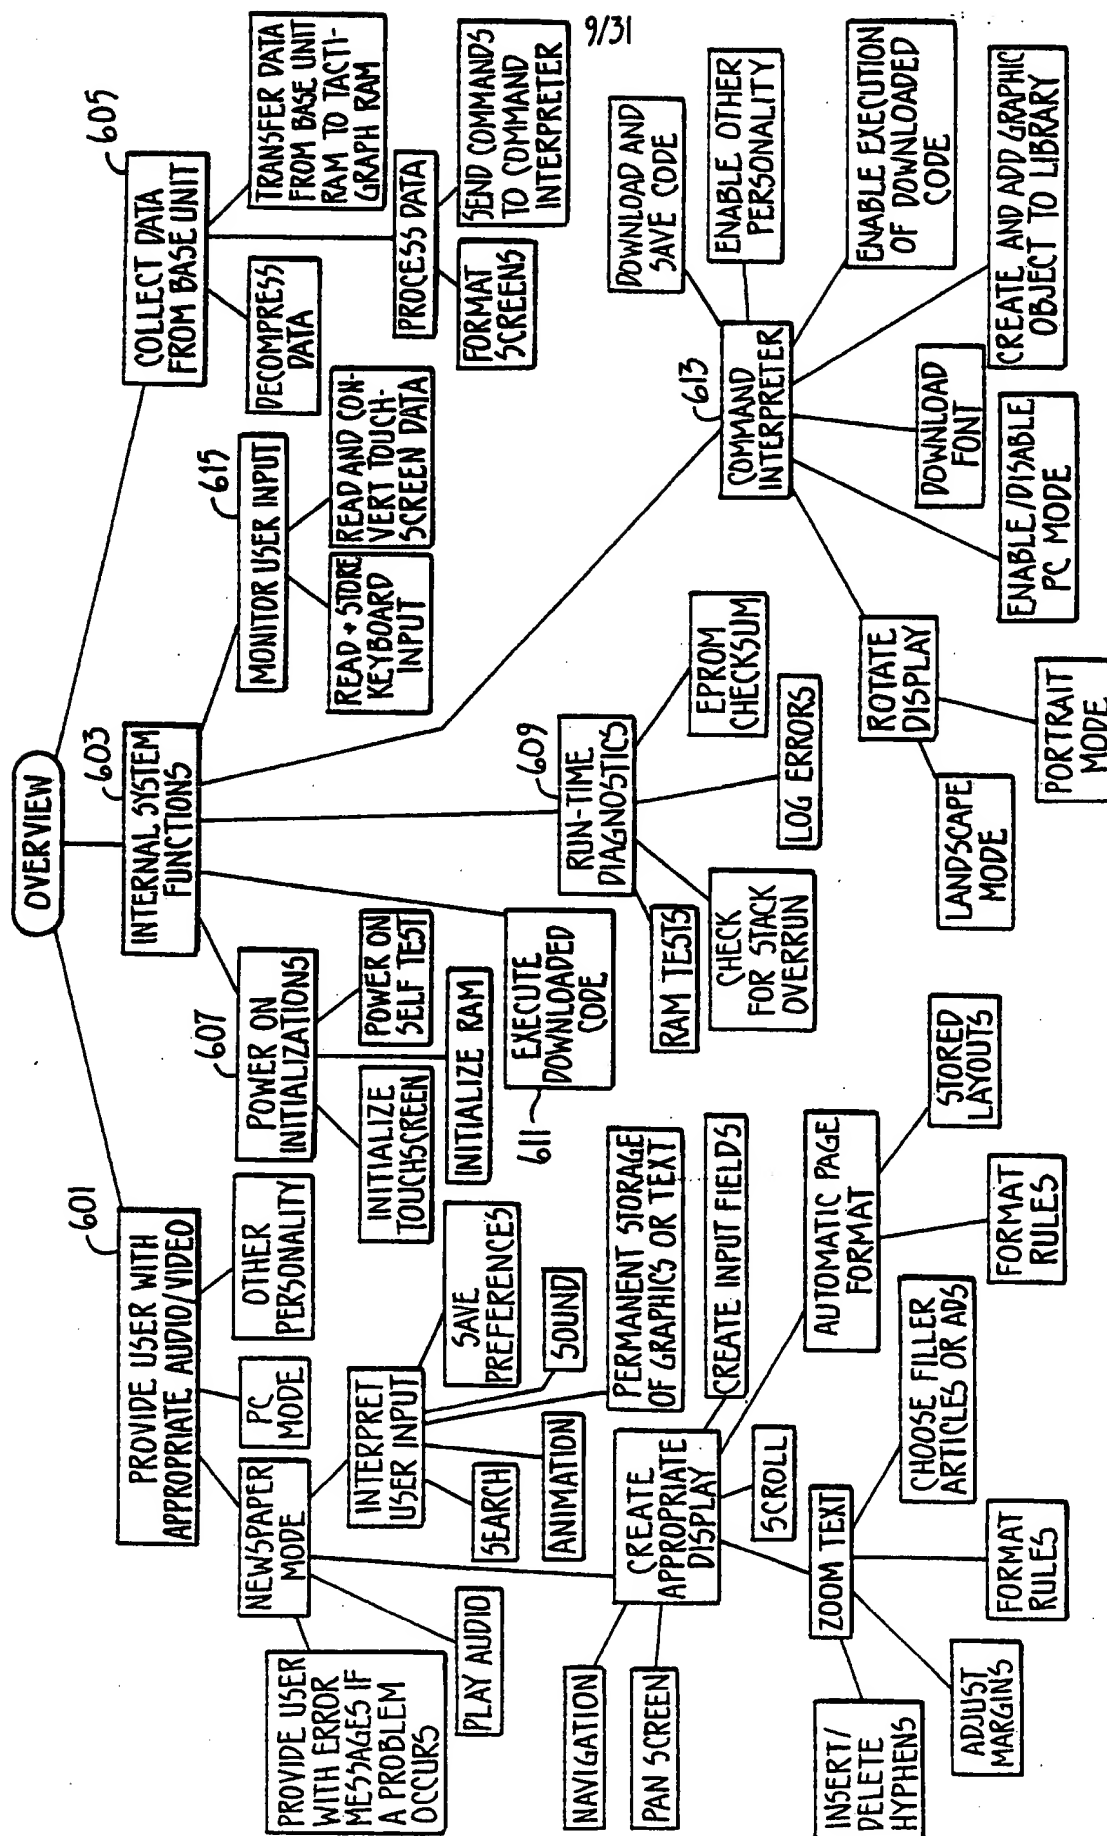 9/31
OVERVIEW
601
PROVIDE USER WITH
APPROPRIATE AUDIO/VIDEO
603
INTERNAL SYSTEM
FUNCTIONS
605
COLLECT DATA
FROM BASE UNIT
NEWSPAPER
MODE
PC
MODE
OTHER
PERSONALITY
607
POWER ON
INITIALIZATIONS
615
MONITOR USER INPUT
DECOMPRESS
DATA
TRANSFER DATA
FROM BASE UNIT
RAM TO TACTI-
GRAPH RAM
PROVIDE USER
WITH ERROR
MESSAGES IF
A PROBLEM
OCCURS
PLAY AUDIO
INTERPRET
USER INPUT
SAVE
PREFERENCES
INITIALIZE
TOUCHSCREEN
POWER ON
SELF TEST
INITIALIZE RAM
READ + STORE
KEYBOARD
INPUT
READ AND CON-
VERT TOUCH-
SCREEN DATA
PROCESS DATA
FORMAT
SCREENS
SEND COMMANDS
TO COMMAND
INTERPRETER
SEARCH
ANIMATION
SOUND
PERMANENT STORAGE
OF GRAPHICS OR TEXT
611
EXECUTE
DOWNLOADED
CODE
609
RUN-TIME
DIAGNOSTICS
RAM TESTS
CHECK
FOR STACK
OVERRUN
LOG ERRORS
EPROM
CHECKSUM
613
COMMAND
INTERPRETER
DOWNLOAD AND
SAVE CODE
ENABLE OTHER
PERSONALITY
ENABLE EXECUTION
OF DOWNLOADED
CODE
CREATE AND ADD GRAPHIC
OBJECT TO LIBRARY
DOWNLOAD
FONT
ENABLE/DISABLE
PC MODE
ROTATE
DISPLAY
LANDSCAPE
MODE
PORTRAIT
MODE
NAVIGATION
PAN SCREEN
CREATE
APPROPRIATE
DISPLAY
SCROLL
CREATE INPUT FIELDS
ZOOM TEXT
AUTOMATIC PAGE
FORMAT
INSERT/
DELETE
HYPHENS
ADJUST
MARGINS
FORMAT
RULES
CHOOSE FILLER
ARTICLES OR ADS
FORMAT
RULES
STORED
LAYOUTS